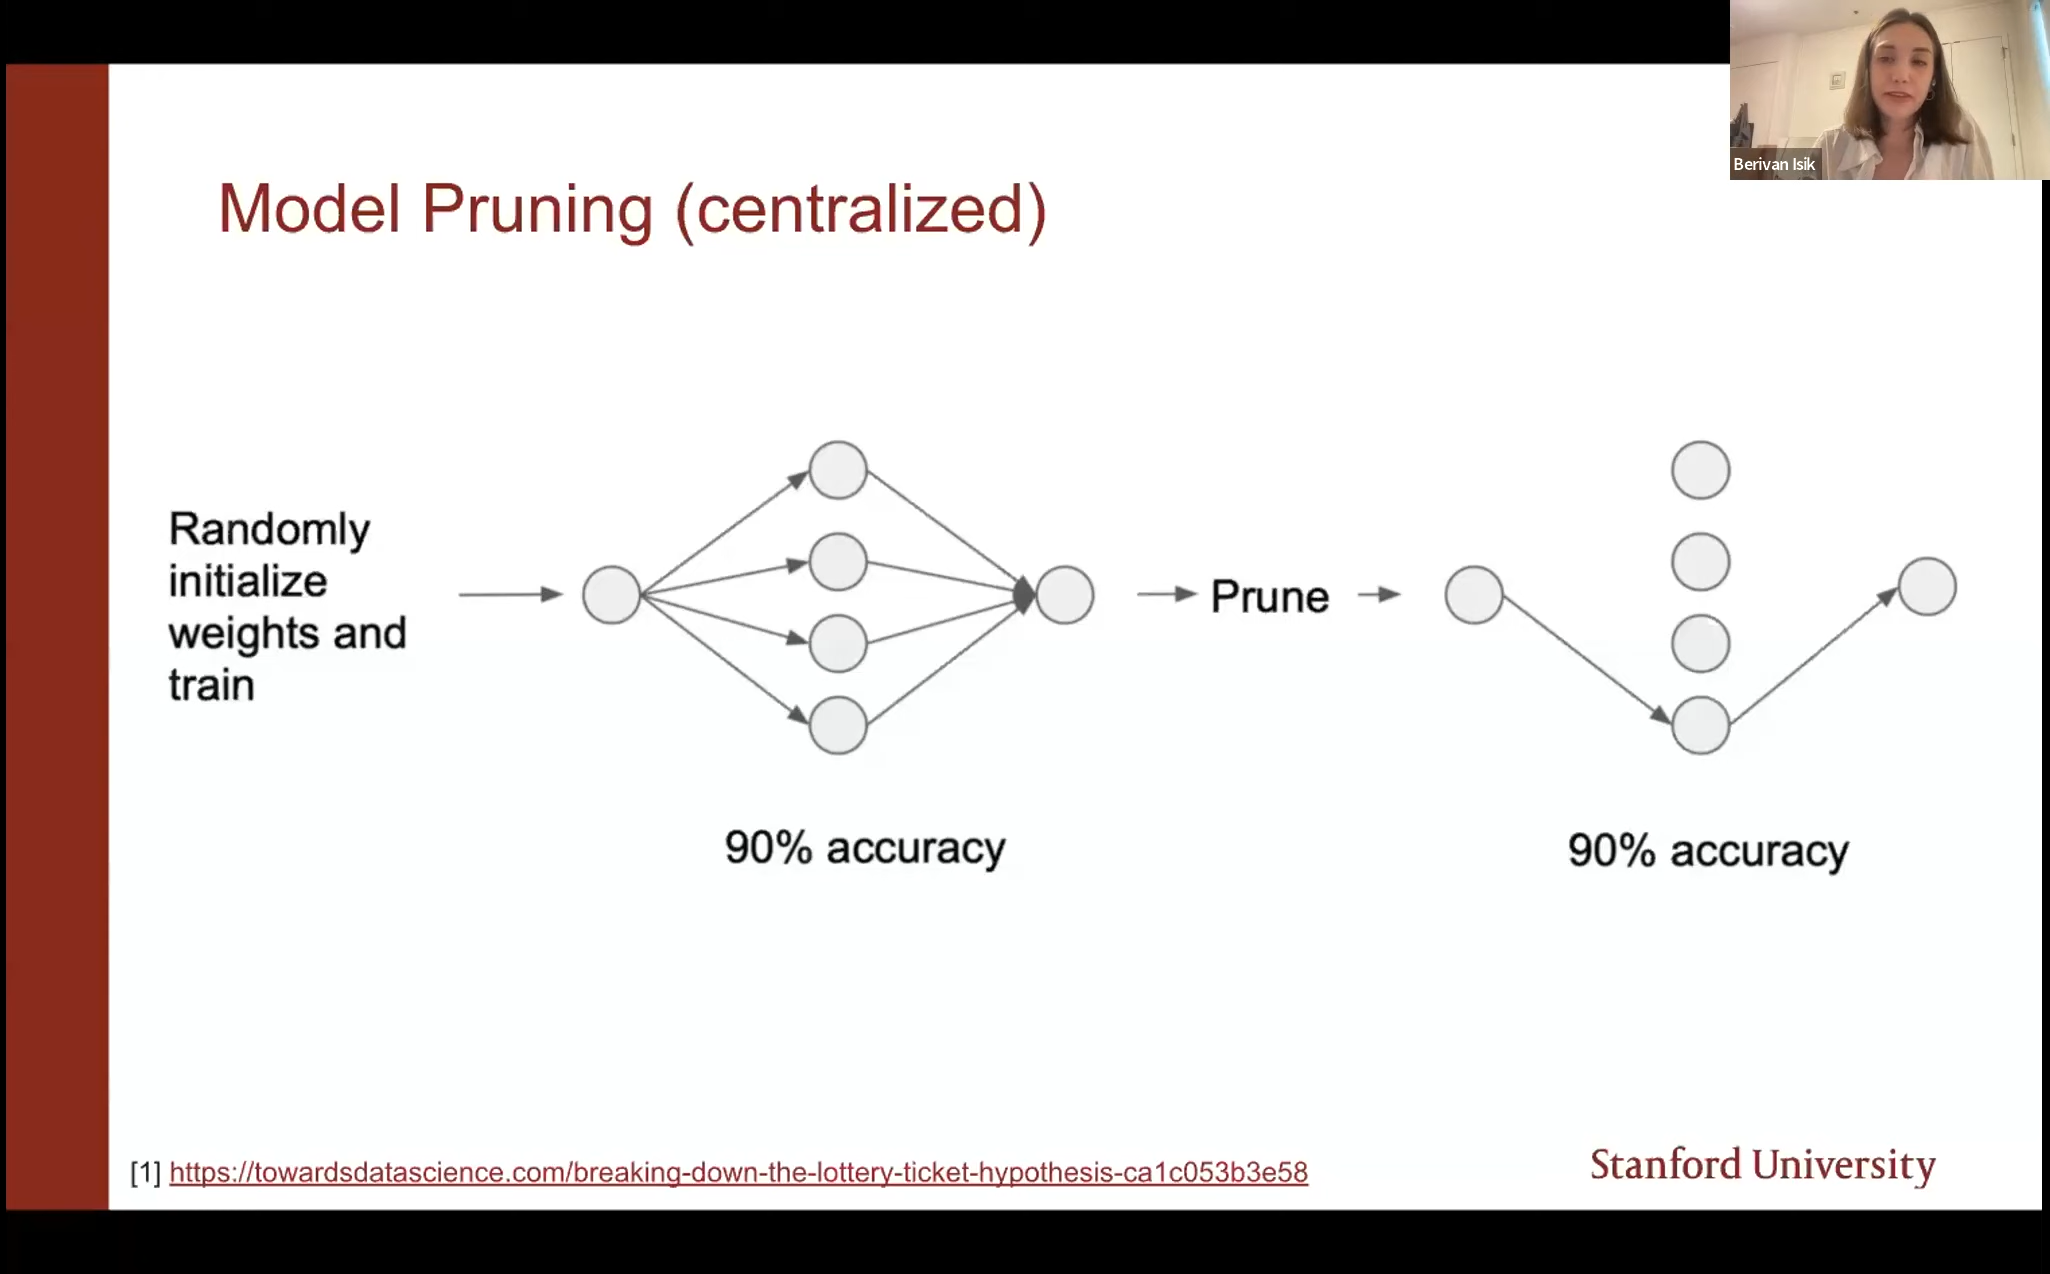 Berivan Isik
Model Pruning (centralized)
Randomly
initialize
weights and
train
Prune
90% accuracy
90% accuracy
[1] https://towardsdatascience.com/breaking-down-the-lottery-ticket-hypothesis-ca1c053b3e58
Stanford University